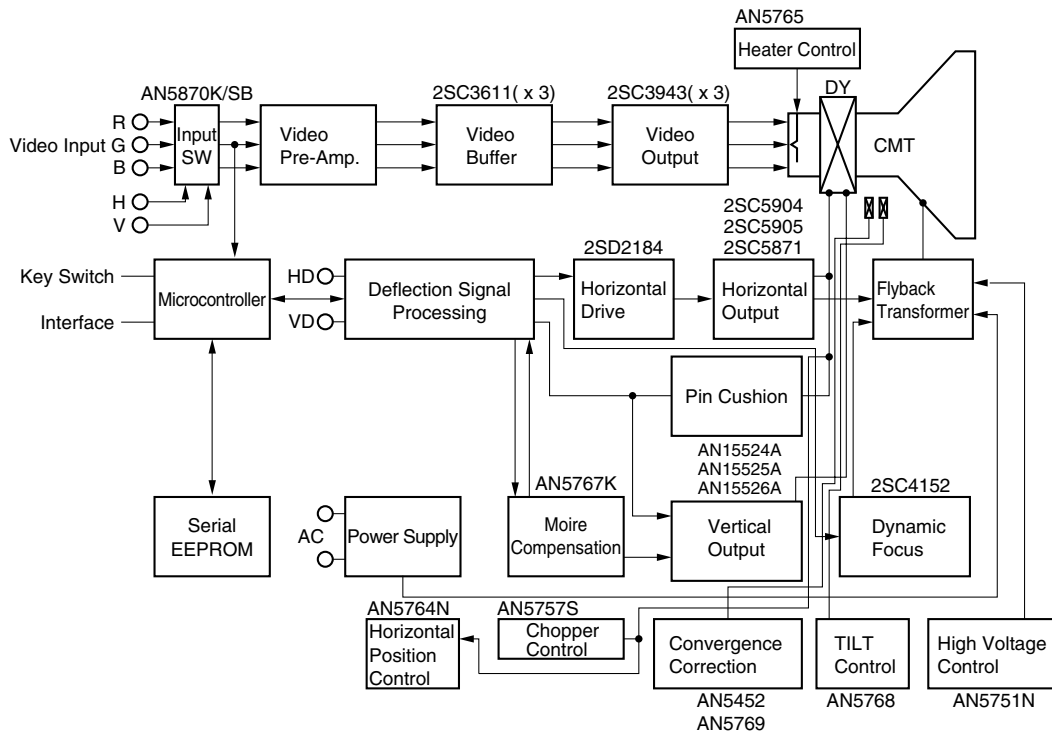 AN5765
Heater Control
AN5870K/SB
2SC3611( x 3)
2SC3943( x 3)
DY
R
Video Input G
B
H
V
Input
SW
Video
Pre-Amp.
Video
Buffer
Video
Output
CMT
2SC5904
2SC5905
2SC5871
2SD2184
Key Switch
Interface
Microcontroller
HD
VD
Deflection Signal
Processing
Horizontal
Drive
Horizontal
Output
Flyback
Transformer
Pin Cushion
AN15524A
AN15525A
AN15526A
AN5767K
2SC4152
Serial
EEPROM
AC
Power Supply
Moire
Compensation
Vertical
Output
Dynamic
Focus
AN5764N
AN5757S
Horizontal
Position
Control
Chopper
Control
Convergence
Correction
TILT
Control
High Voltage
Control
AN5452
AN5769
AN5768
AN5751N